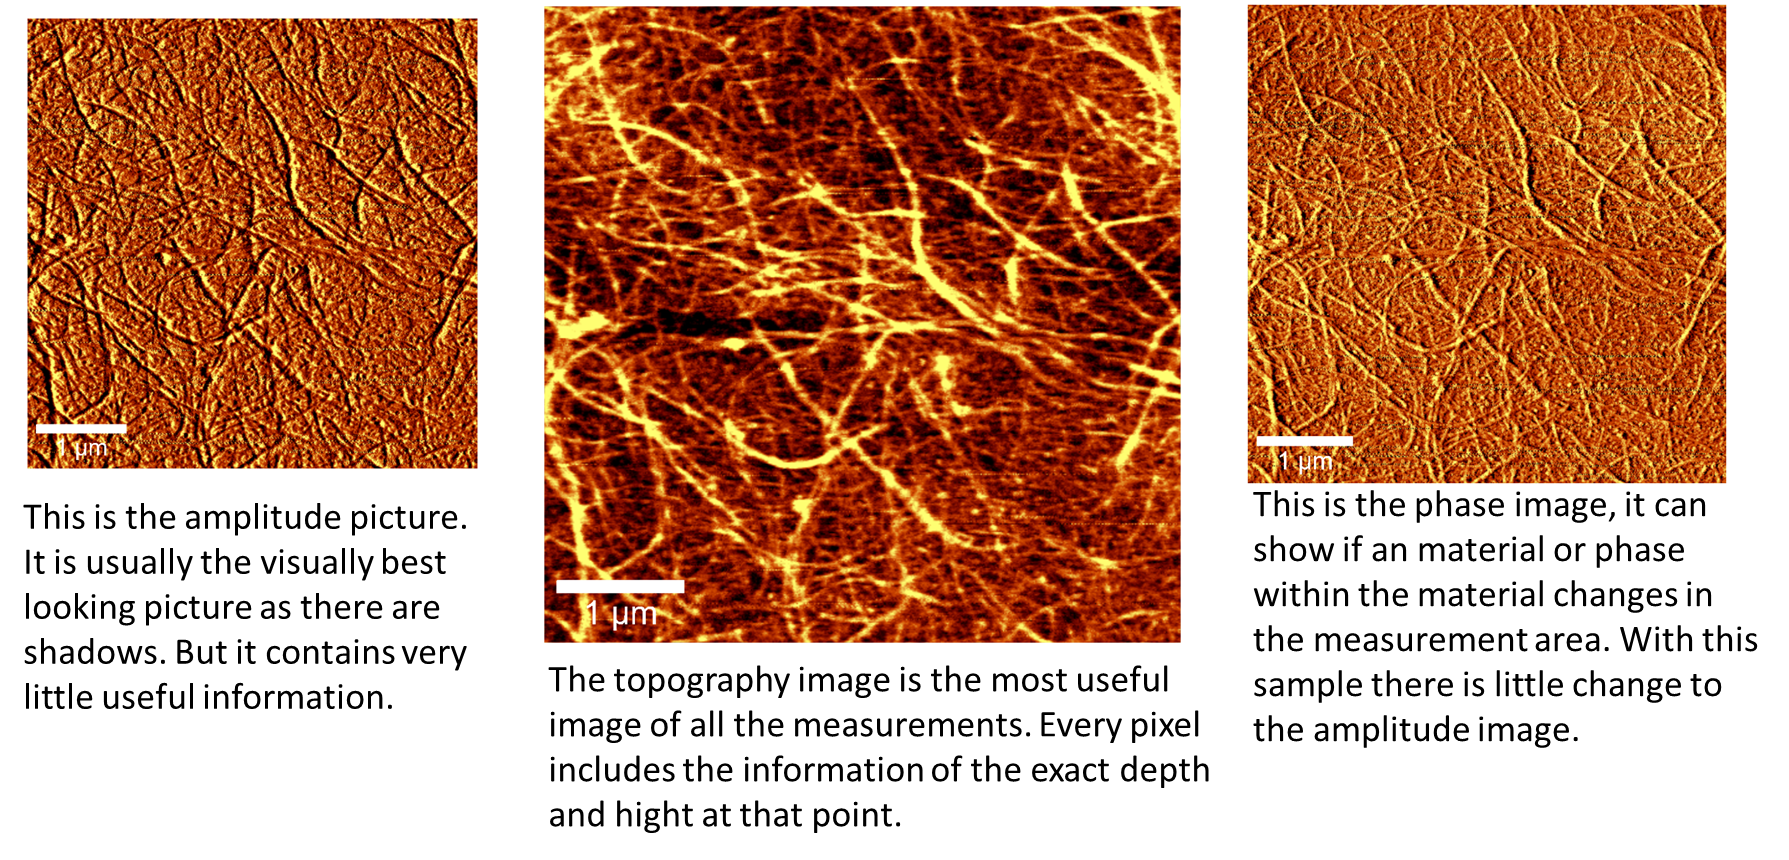 1 µm
This is the amplitude picture.
It is usually the visually best
looking picture as there are
shadows. But it contains very
little useful information.
1 µm
The topography image is the most useful
image of all the measurements. Every pixel
includes the information of the exact depth
and hight at that point.
1 µm
This is the phase image, it can
show if an material or phase
within the material changes in
the measurement area. With this
sample there is little change to
the amplitude image.